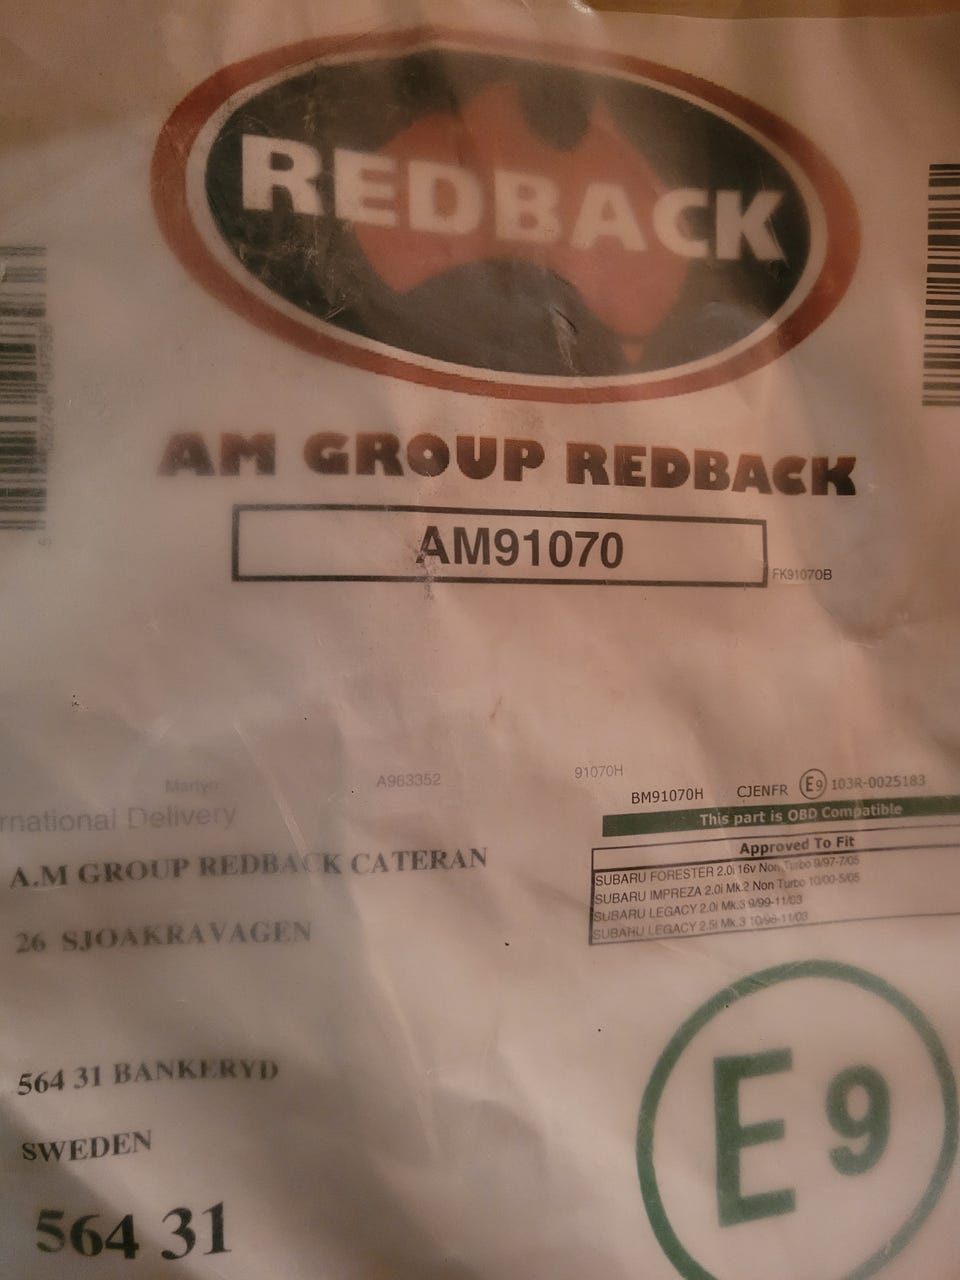 REDBACK
AM GROUP REDBACK
AM91070
FK91070B
Martyn
A963352
91070H
BM91070H CJENFR E9 103R-0025183
rnational Delivery
This part is OBD Compatible
Approved To Fit
SUBARU FORESTER 2.0i 16v Non Turbo 9/97-7/05
SUBARU IMPREZA 2.0i Mk.2 Non Turbo 10/00-5/05
SUBARU LEGACY 2.0i Mk.3 9/99-11/03
SUBARU LEGACY 2.5i Mk.3 10/98-11/03
A.M GROUP REDBACK CATERAN
26 SJOAKRAVAGEN
564 31 BANKERYD
SWEDEN
564 31
E9